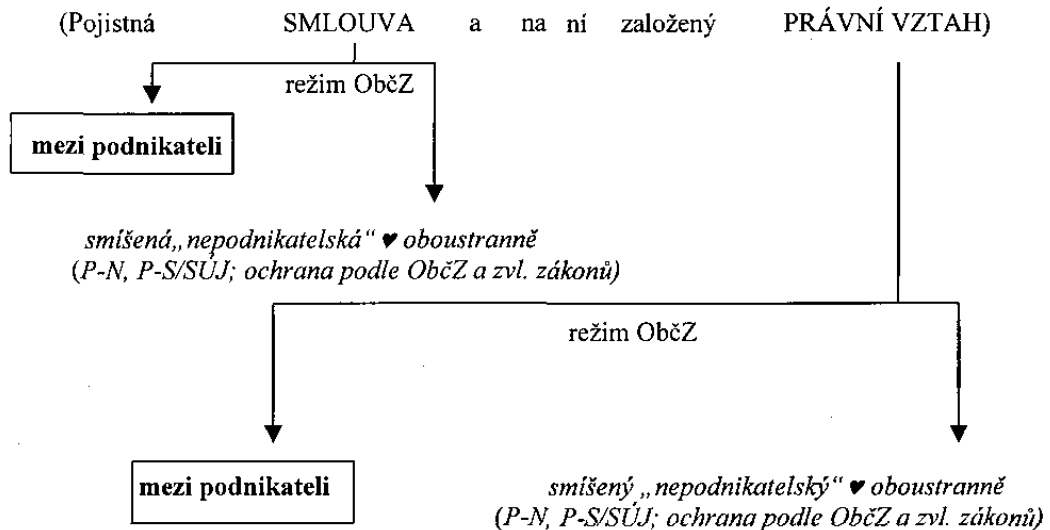 (Pojistná SMLOUVA a na ní založený PRÁVNÍ VZTAH)
režim ObčZ
mezi podnikateli
smíšená„nepodnikatelská“ ♥ oboustranně
(P-N, P-S/SÚJ; ochrana podle ObčZ a zvl. zákonů)
režim ObčZ
mezi podnikateli
smíšený „nepodnikatelský“ ♥ oboustranně
(P-N, P-S/SÚJ; ochrana podle ObčZ a zvl. zákonů)